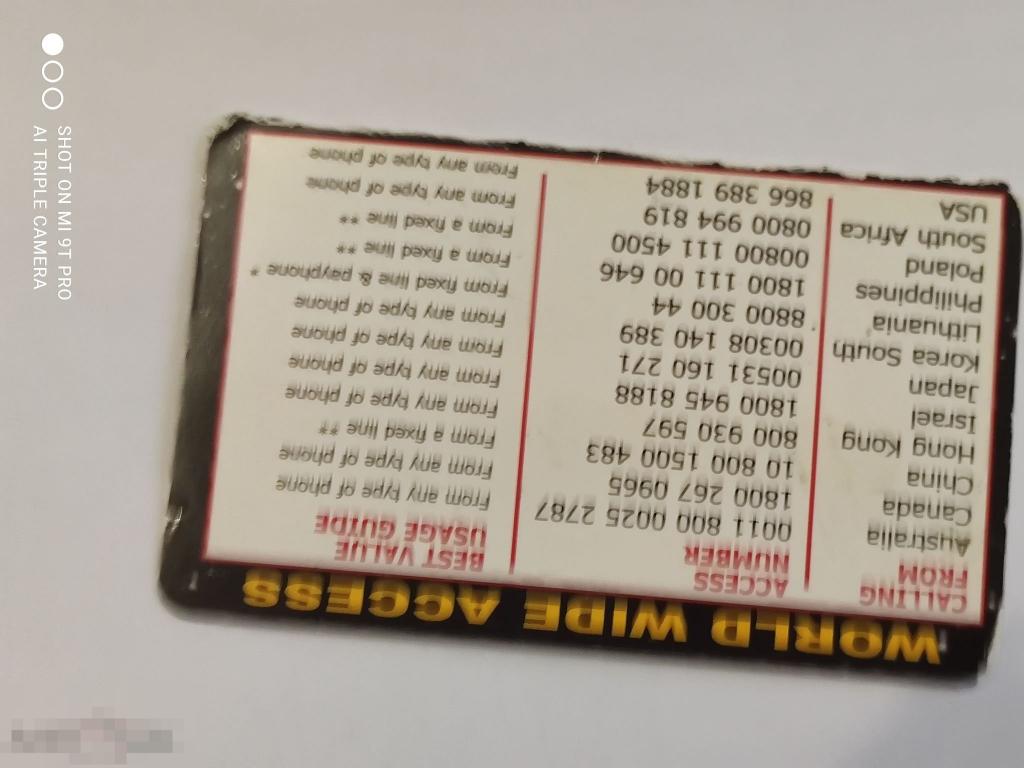 WORLD WIDE ACCESS
CALLING FROM ACCESS NUMBER BEST VALUE USAGE GUIDE
Australia 0011 800 0025 2787 From any type of phone
Canada 1800 267 0965 From any type of phone
China 10 800 1500 483 From a fixed line **
Hong Kong 800 930 597 From any type of phone
Israel 1800 945 8188 From any type of phone
Japan 00531 160 271 From any type of phone
Korea South 00308 140 389 From any type of phone
Lithuania 8800 300 44 From fixed line & payphone *
Philippines 1800 111 00 646 From a fixed line **
Poland 00800 111 4500 From a fixed line **
South Africa 0800 994 819 From any type of phone
USA 866 389 1884 From any type of phone
SHOT ON MI 9T PRO
AI TRIPLE CAMERA